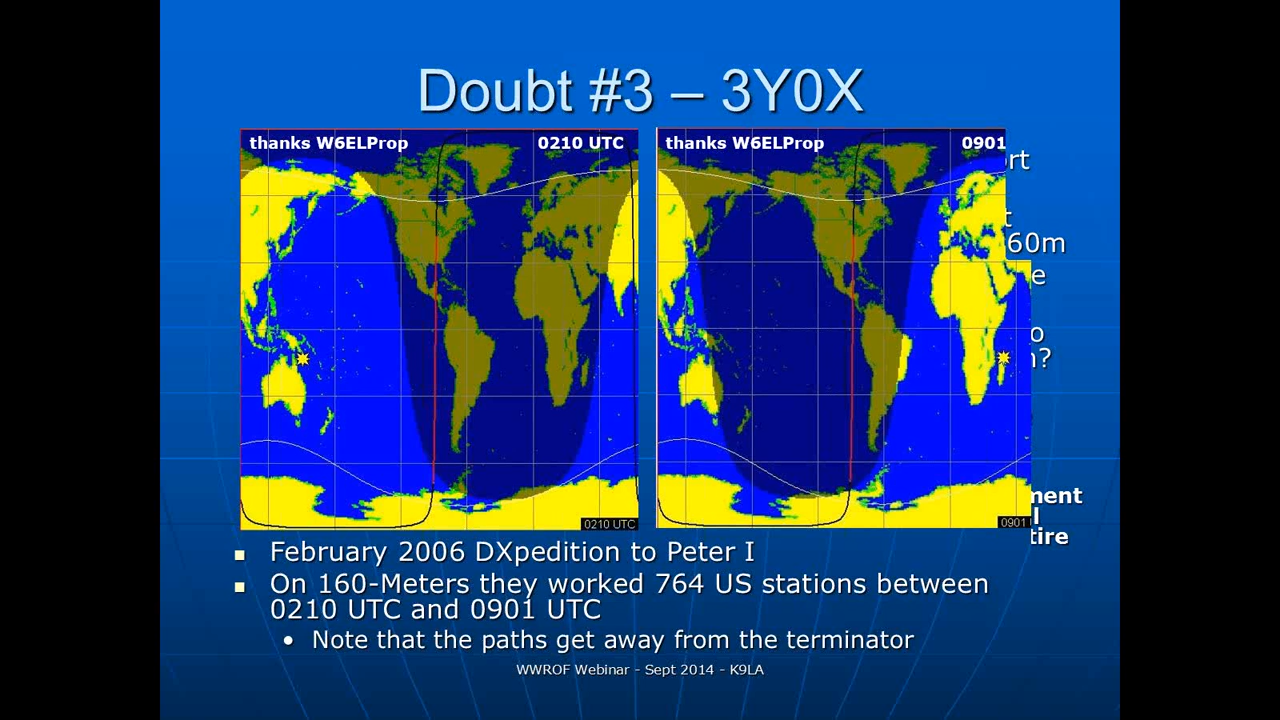 Doubt #3 – 3Y0X
thanks W6ELProp
0210 UTC
thanks W6ELProp
0901
60m
0210 UTC
0901
February 2006 DXpedition to Peter I
On 160-Meters they worked 764 US stations between
0210 UTC and 0901 UTC
Note that the paths get away from the terminator
WWROF Webinar - Sept 2014 - K9LA